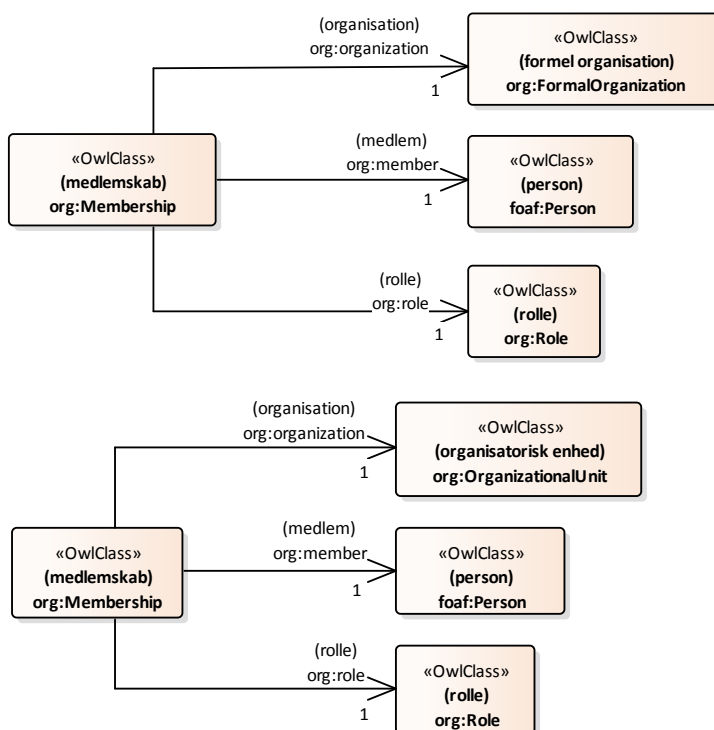 (organisation)
org:organization
1
«OwlClass»
(formel organisation)
org:FormalOrganization
«OwlClass»
(medlemskab)
org:Membership
(medlem)
org:member
1
«OwlClass»
(person)
foaf:Person
(rolle)
org:role
1
«OwlClass»
(rolle)
org:Role
(organisation)
org:organization
1
«OwlClass»
(organisatorisk enhed)
org:OrganizationalUnit
«OwlClass»
(medlemskab)
org:Membership
(medlem)
org:member
1
«OwlClass»
(person)
foaf:Person
(rolle)
org:role
1
«OwlClass»
(rolle)
org:Role